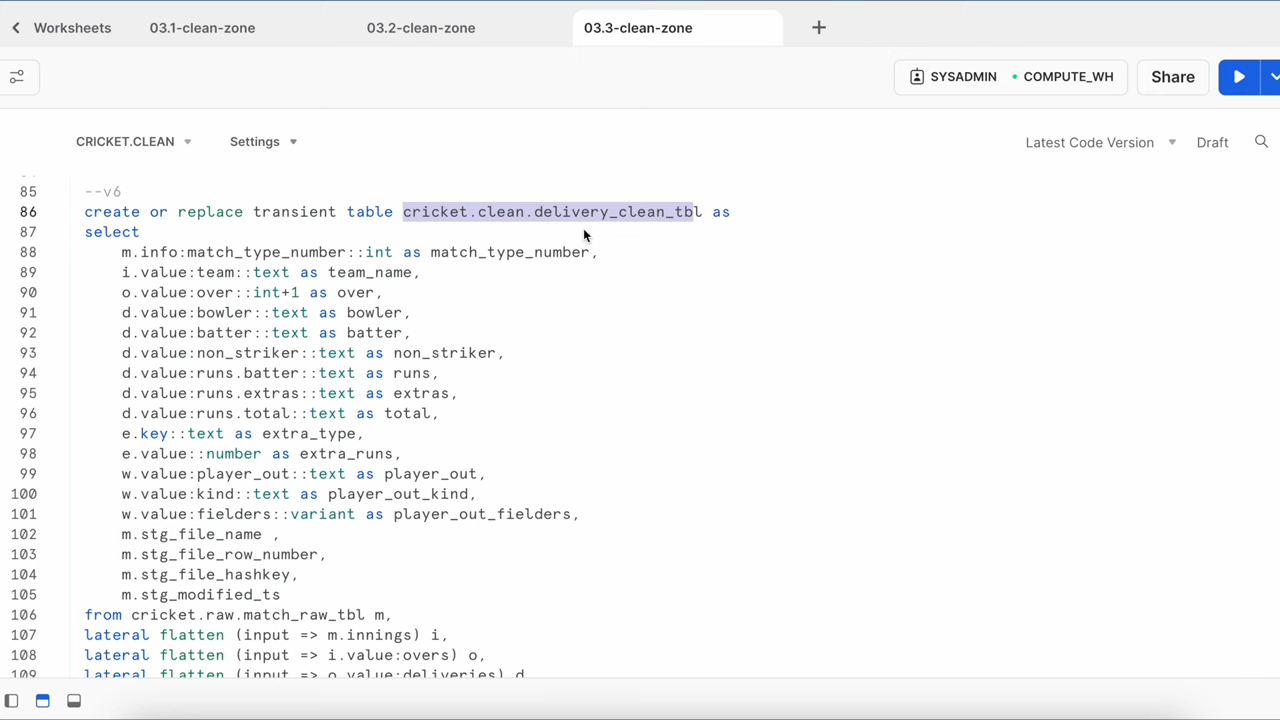 Worksheets 03.1-clean-zone 03.2-clean-zone 03.3-clean-zone +
SYSADMIN • COMPUTE_WH Share
CRICKET.CLEAN Settings Latest Code Version Draft
85 --v6
86 create or replace transient table cricket.clean.delivery_clean_tbl as
87 select
88 m.info:match_type_number::int as match_type_number,
89 i.value:team::text as team_name,
90 o.value:over::int+1 as over,
91 d.value:bowler::text as bowler,
92 d.value:batter::text as batter,
93 d.value:non_striker::text as non_striker,
94 d.value:runs.batter::text as runs,
95 d.value:runs.extras::text as extras,
96 d.value:runs.total::text as total,
97 e.key::text as extra_type,
98 e.value::number as extra_runs,
99 w.value:player_out::text as player_out,
100 w.value:kind::text as player_out_kind,
101 w.value:fielders::variant as player_out_fielders,
102 m.stg_file_name ,
103 m.stg_file_row_number,
104 m.stg_file_hashkey,
105 m.stg_modified_ts
106 from cricket.raw.match_raw_tbl m,
107 lateral flatten (input => m.innings) i,
108 lateral flatten (input => i.value:overs) o,
109 lateral flatten (input => o.value:deliveries) d